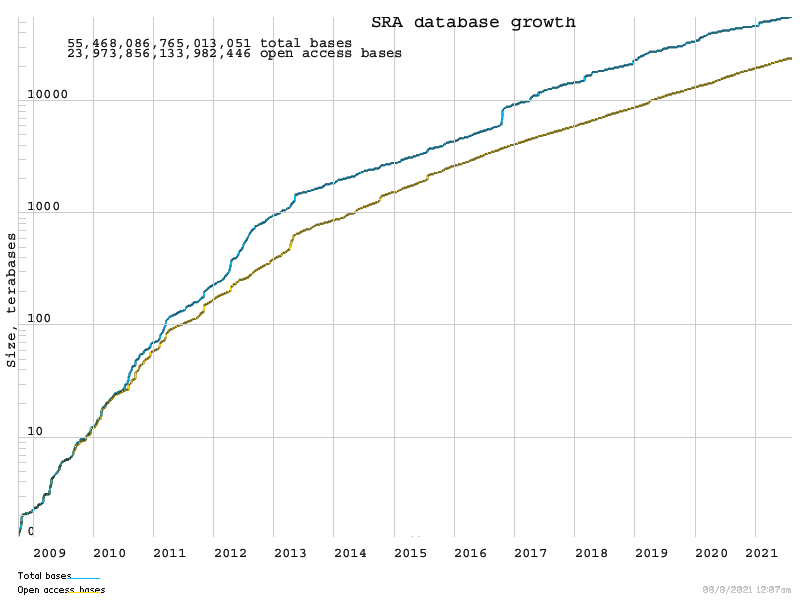 SRA database growth
55,468,086,765,013,051 total bases
23,973,856,133,982,446 open access bases
10000
1000
100
10
0
Size, terabases
2009 2010 2011 2012 2013 2014 2015 2016 2017 2018 2019 2020 2021
Total bases
Open access bases
08/8/2021 12:07am